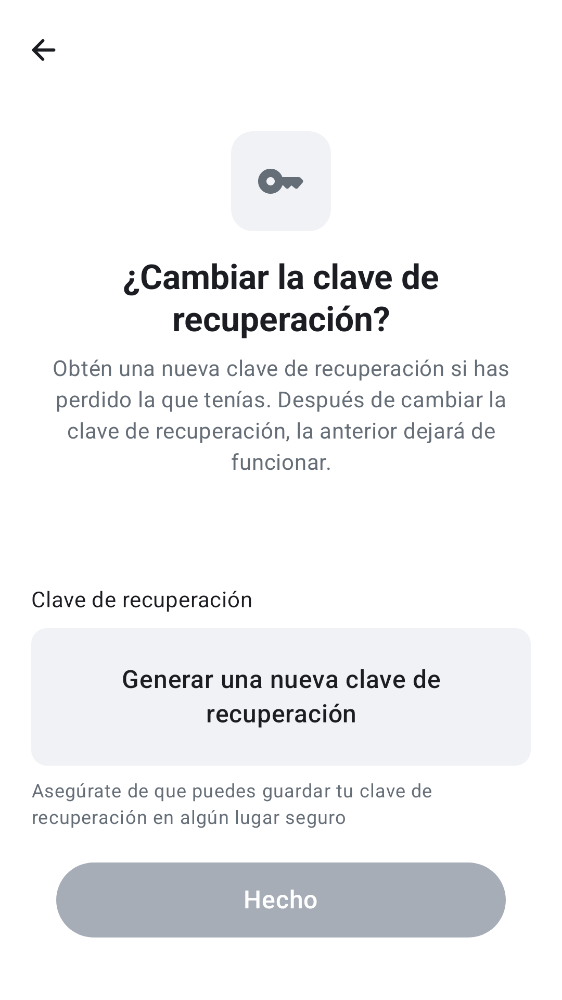 ¿Cambiar la clave de
recuperación?
Obtén una nueva clave de recuperación si has
perdido la que tenías. Después de cambiar la
clave de recuperación, la anterior dejará de
funcionar.
Clave de recuperación
Generar una nueva clave de
recuperación
Asegúrate de que puedes guardar tu clave de
recuperación en algún lugar seguro
Hecho